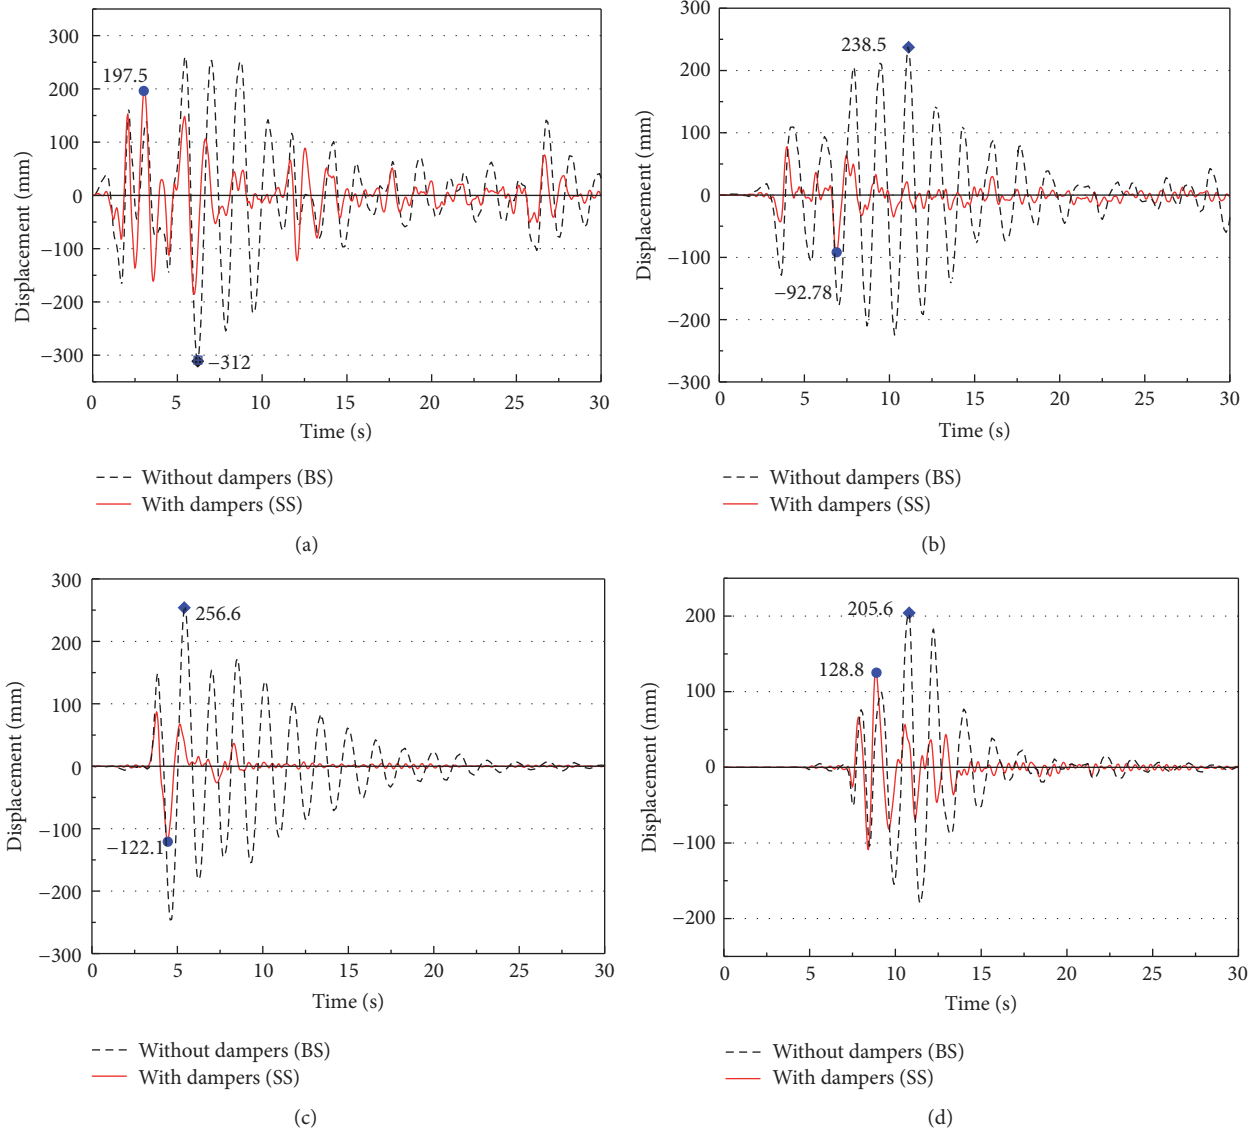 300
200
100
0
−100
−200
−300
Displacement (mm)
197.5
−312
0 5 10 15 20 25 30
Time (s)
Without dampers (BS)
With dampers (SS)
(a)
300
200
100
0
−100
−200
−300
Displacement (mm)
238.5
−92.78
0 5 10 15 20 25 30
Time (s)
Without dampers (BS)
With dampers (SS)
(b)
300
200
100
0
−100
−200
−300
Displacement (mm)
256.6
−122.1
0 5 10 15 20 25 30
Time (s)
Without dampers (BS)
With dampers (SS)
(c)
200
100
0
−100
−200
Displacement (mm)
205.6
128.8
0 5 10 15 20 25 30
Time (s)
Without dampers (BS)
With dampers (SS)
(d)